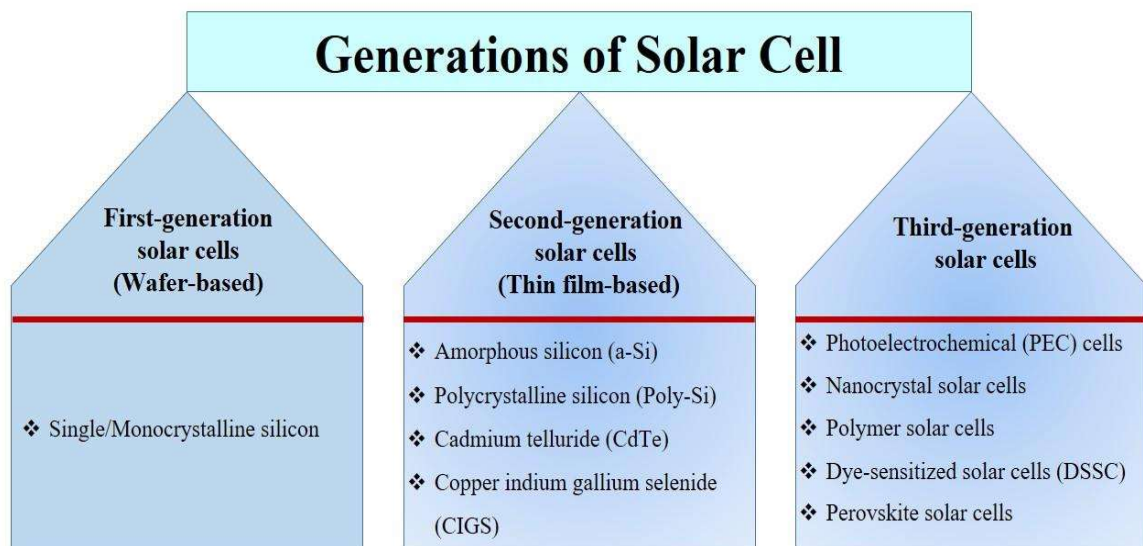 Generations of Solar Cell
First-generation
solar cells
(Wafer-based)
❖ Single/Monocrystalline silicon
Second-generation
solar cells
(Thin film-based)
❖ Amorphous silicon (a-Si)
❖ Polycrystalline silicon (Poly-Si)
❖ Cadmium telluride (CdTe)
❖ Copper indium gallium selenide
(CIGS)
Third-generation
solar cells
❖ Photoelectrochemical (PEC) cells
❖ Nanocrystal solar cells
❖ Polymer solar cells
❖ Dye-sensitized solar cells (DSSC)
❖ Perovskite solar cells